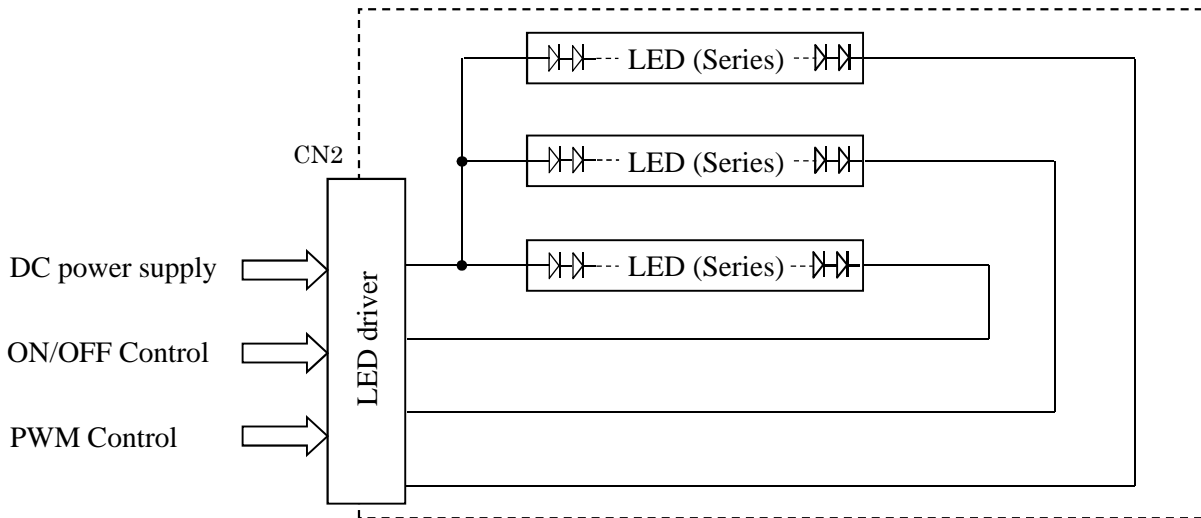 LED (Series)
CN2
LED (Series)
DC power supply
LED (Series)
LED driver
ON/OFF Control
PWM Control